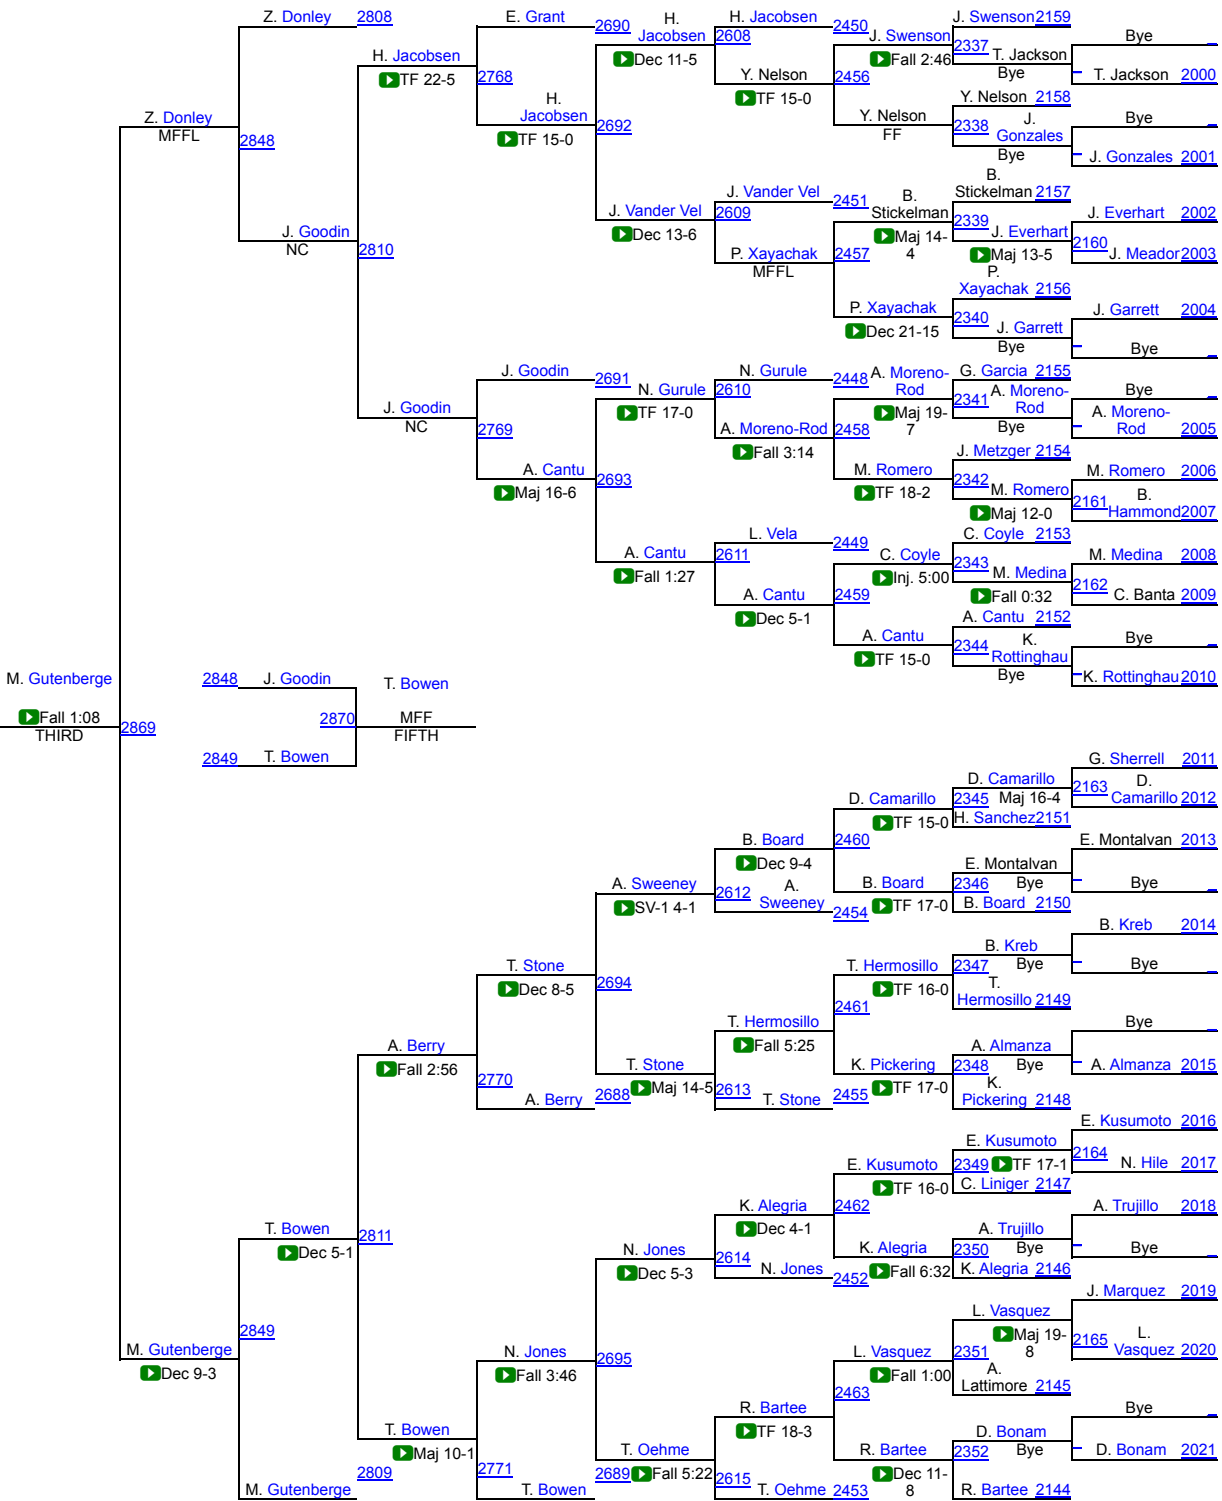 Z. Donley 2808
E. Grant
2690
H.
Jacobsen
Dec 11-5
H. Jacobsen
2450
2608
J. Swenson
Fall 2:46
J. Swenson 2159
2337
T. Jackson
Bye
Bye
T. Jackson 2000
H. Jacobsen
TF 22-5
2768
Y. Nelson
TF 15-0
2456
Y. Nelson 2158
H.
Jacobsen
TF 15-0
2692
Y. Nelson
FF
2338
J.
Gonzales
Bye
Bye
J. Gonzales 2001
Z. Donley
MFFL
2848
J. Vander Vel
Dec 13-6
J. Vander Vel
2451
2609
B.
Stickelman
Maj 14-
4
B.
Stickelman 2157
2339
J. Everhart
Maj 13-5
J. Everhart 2002
2160
J. Meador 2003
J. Goodin
NC
2810
P. Xayachak
MFFL
2457
P.
Xayachak 2156
P. Xayachak
Dec 21-15
2340
J. Garrett
Bye
J. Garrett 2004
Bye
J. Goodin
2691
N. Gurule
TF 17-0
N. Gurule
2448
2610
A. Moreno-
Rod
Maj 19-
7
G. Garcia 2155
2341
A. Moreno-
Rod
Bye
Bye
A. Moreno-
Rod 2005
J. Goodin
NC
2769
A. Moreno-Rod
Fall 3:14
2458
J. Metzger 2154
A. Cantu
Maj 16-6
2693
M. Romero
TF 18-2
2342
M. Romero
Maj 12-0
M. Romero 2006
2161
B.
Hammond 2007
A. Cantu
Fall 1:27
L. Vela
2449
2611
C. Coyle
Inj. 5:00
C. Coyle 2153
2343
M. Medina
Fall 0:32
M. Medina 2008
2162
C. Banta 2009
A. Cantu
Dec 5-1
2459
A. Cantu 2152
A. Cantu
TF 15-0
2344
K.
Rottinghau
Bye
Bye
K. Rottinghau 2010
M. Gutenberge
Fall 1:08
THIRD
2869
2848 J. Goodin
T. Bowen
2870
MFF
FIFTH
2849 T. Bowen
G. Sherrell 2011
D. Camarillo
2163
D.
Camarillo 2012
D. Camarillo
TF 15-0
2345
Maj 16-4
H. Sanchez 2151
B. Board
Dec 9-4
2460
E. Montalvan 2013
E. Montalvan
Bye
Bye
A. Sweeney
SV-1 4-1
2612
A.
Sweeney
2454
B. Board
TF 17-0
2346
B. Board 2150
B. Kreb 2014
B. Kreb
Bye
Bye
T. Stone
Dec 8-5
2694
T. Hermosillo
TF 16-0
2347
T.
Hermosillo 2149
2461
T. Hermosillo
Fall 5:25
Bye
A. Berry
Fall 2:56
T. Stone
Maj 14-5
2613
K. Pickering
TF 17-0
A. Almanza
2348
Bye
A. Almanza 2015
K.
Pickering 2148
2770
A. Berry
2688
T. Stone
2455
E. Kusumoto 2016
E. Kusumoto
TF 17-1
2164
N. Hile 2017
E. Kusumoto
TF 16-0
2349
C. Liniger 2147
K. Alegria
Dec 4-1
2462
A. Trujillo 2018
T. Bowen
Dec 5-1
2811
N. Jones
Dec 5-3
2614
N. Jones
2452
K. Alegria
Fall 6:32
A. Trujillo
2350
Bye
Bye
K. Alegria 2146
J. Marquez 2019
L. Vasquez
Maj 19-
8
2165
L.
Vasquez 2020
M. Gutenberge
Dec 9-3
2849
N. Jones
Fall 3:46
2695
L. Vasquez
Fall 1:00
2351
A.
Lattimore 2145
2463
R. Bartee
TF 18-3
Bye
T. Bowen
Maj 10-1
T. Oehme
Fall 5:22
R. Bartee
Dec 11-
8
D. Bonam
2352
Bye
D. Bonam 2021
2809
M. Gutenberge
2771
T. Bowen
2689
2615
T. Oehme 2453
R. Bartee 2144